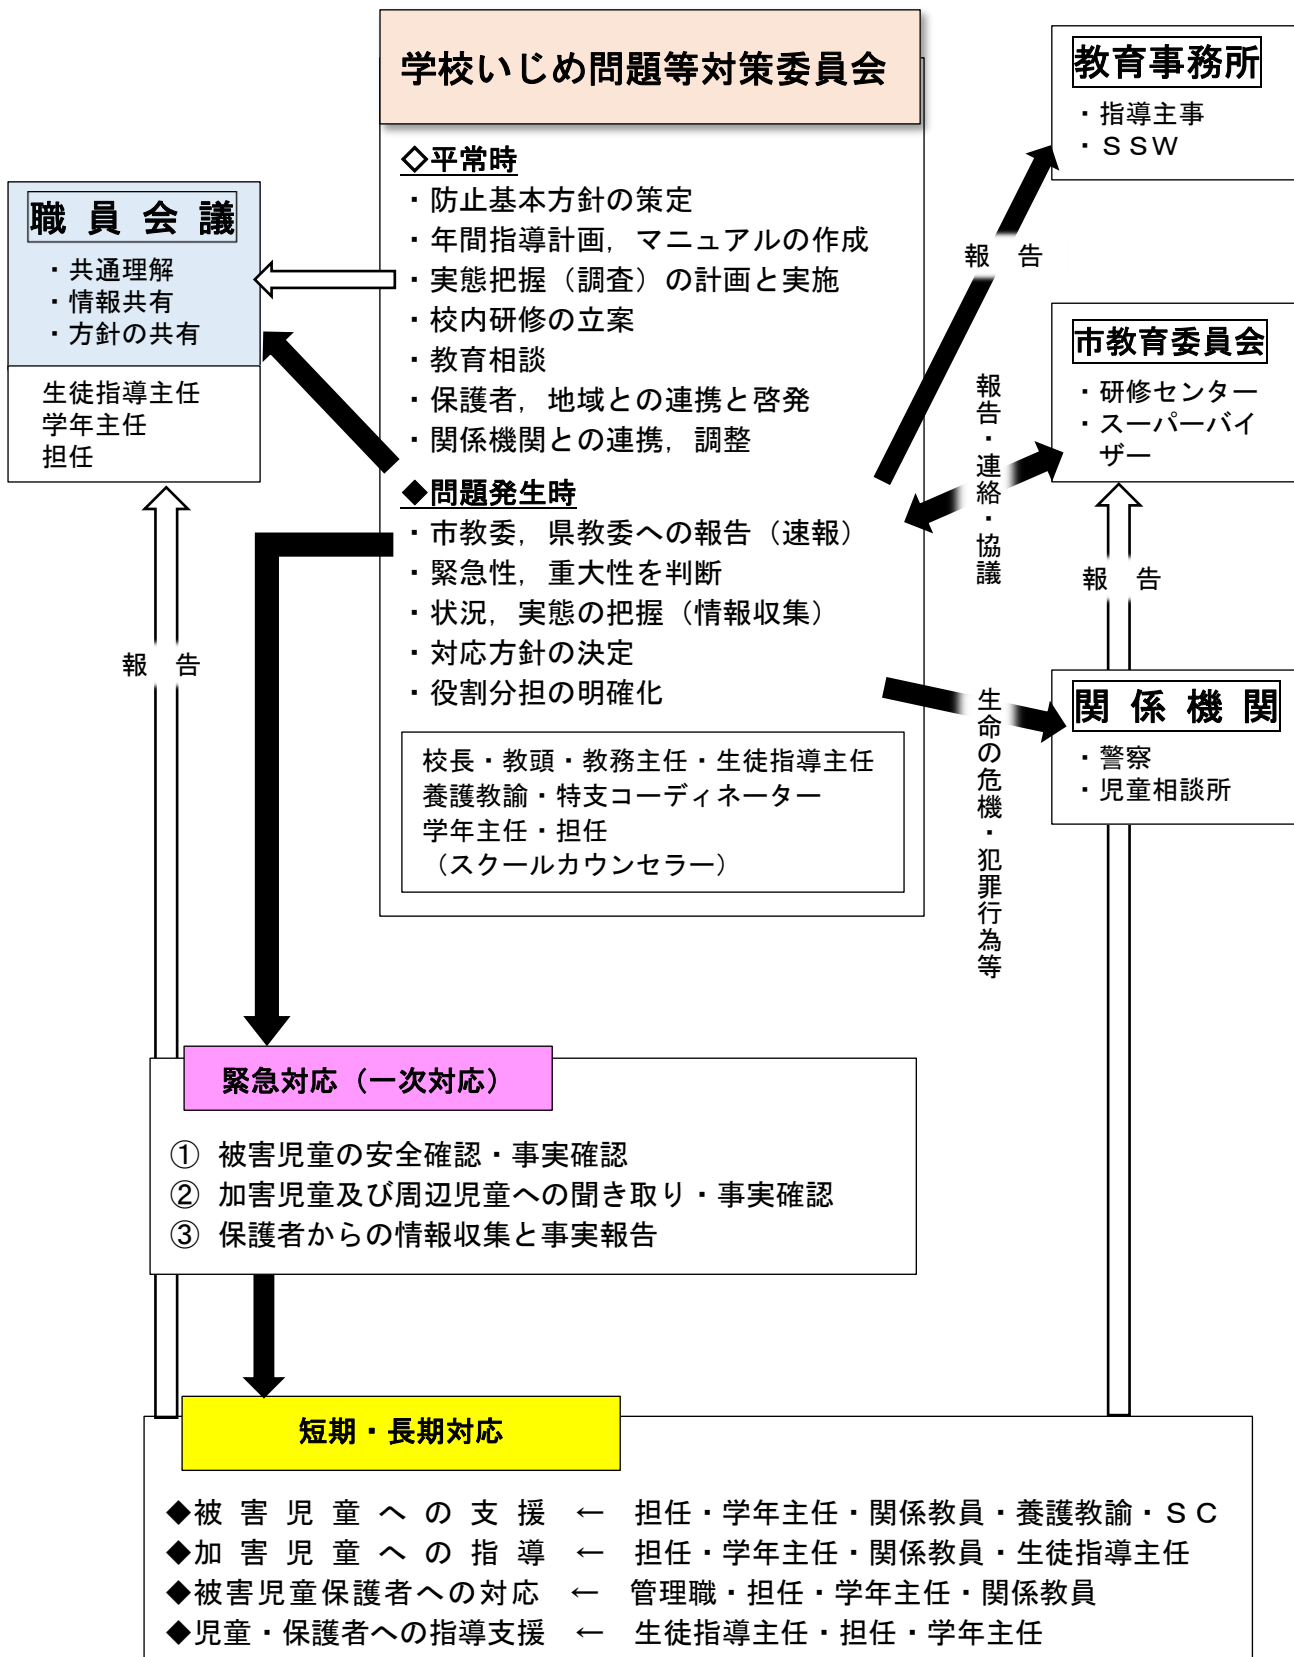 学校いじめ問題等対策委員会
◇平常時
・防止基本方針の策定
・年間指導計画，マニュアルの作成
・実態把握（調査）の計画と実施
・校内研修の立案
・教育相談
・保護者，地域との連携と啓発
・関係機関との連携，調整
◆問題発生時
・市教委，県教委への報告（速報）
・緊急性，重大性を判断
・状況，実態の把握（情報収集）
・対応方針の決定
・役割分担の明確化
校長・教頭・教務主任・生徒指導主任
養護教諭・特支コーディネーター
学年主任・担任
（スクールカウンセラー）
職員会議
・共通理解
・情報共有
・方針の共有
生徒指導主任
学年主任
担任
報告
教育事務所
・指導主事
・ＳＳＷ
報告
市教育委員会
・研修センター
・スーパーバイ
ザー
報告・連絡・協議
報告
関係機関
・警察
・児童相談所
生命の危機・犯罪行為等
緊急対応（一次対応）
① 被害児童の安全確認・事実確認
② 加害児童及び周辺児童への聞き取り・事実確認
③ 保護者からの情報収集と事実報告
短期・長期対応
◆被害児童への支援 ← 担任・学年主任・関係教員・養護教諭・ＳＣ
◆加害児童への指導 ← 担任・学年主任・関係教員・生徒指導主任
◆被害児童保護者への対応 ← 管理職・担任・学年主任・関係教員
◆児童・保護者への指導支援 ← 生徒指導主任・担任・学年主任